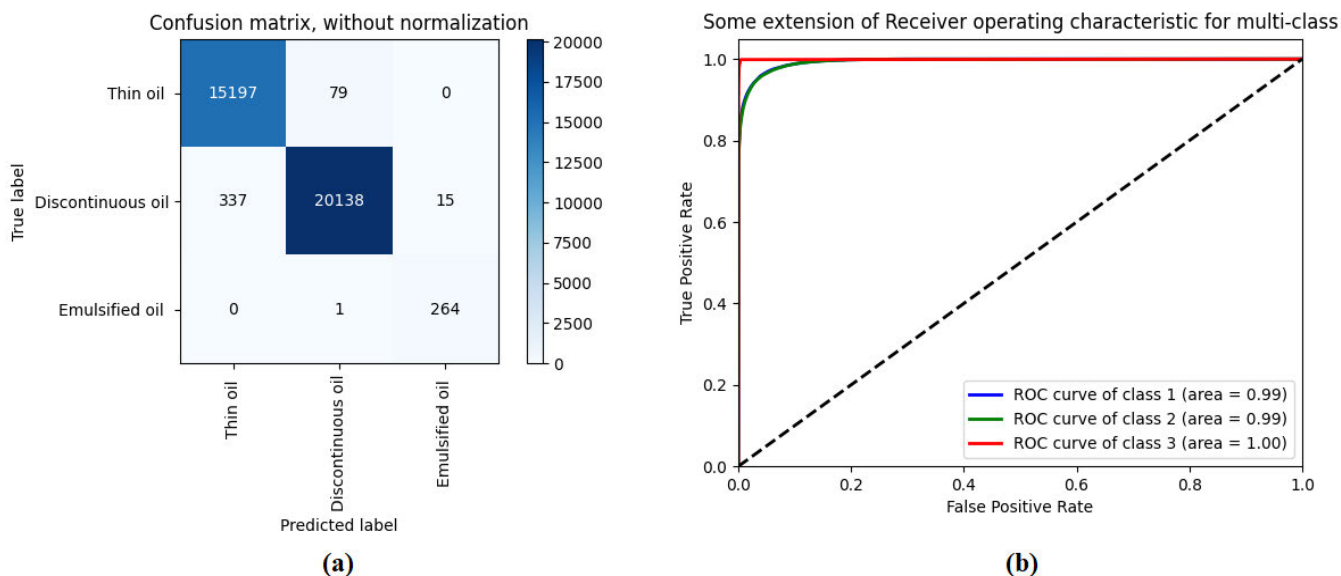 Confusion matrix, without normalization
True label
Thin oil
Discontinuous oil
Emulsified oil
15197 79 0
337 20138 15
0 1 264
Thin oil
Discontinuous oil
Emulsified oil
Predicted label
20000
17500
15000
12500
10000
7500
5000
2500
0
(a)
Some extension of Receiver operating characteristic for multi-class
True Positive Rate
1.0
0.8
0.6
0.4
0.2
0.0
ROC curve of class 1 (area = 0.99)
ROC curve of class 2 (area = 0.99)
ROC curve of class 3 (area = 1.00)
0.0 0.2 0.4 0.6 0.8 1.0
False Positive Rate
(b)